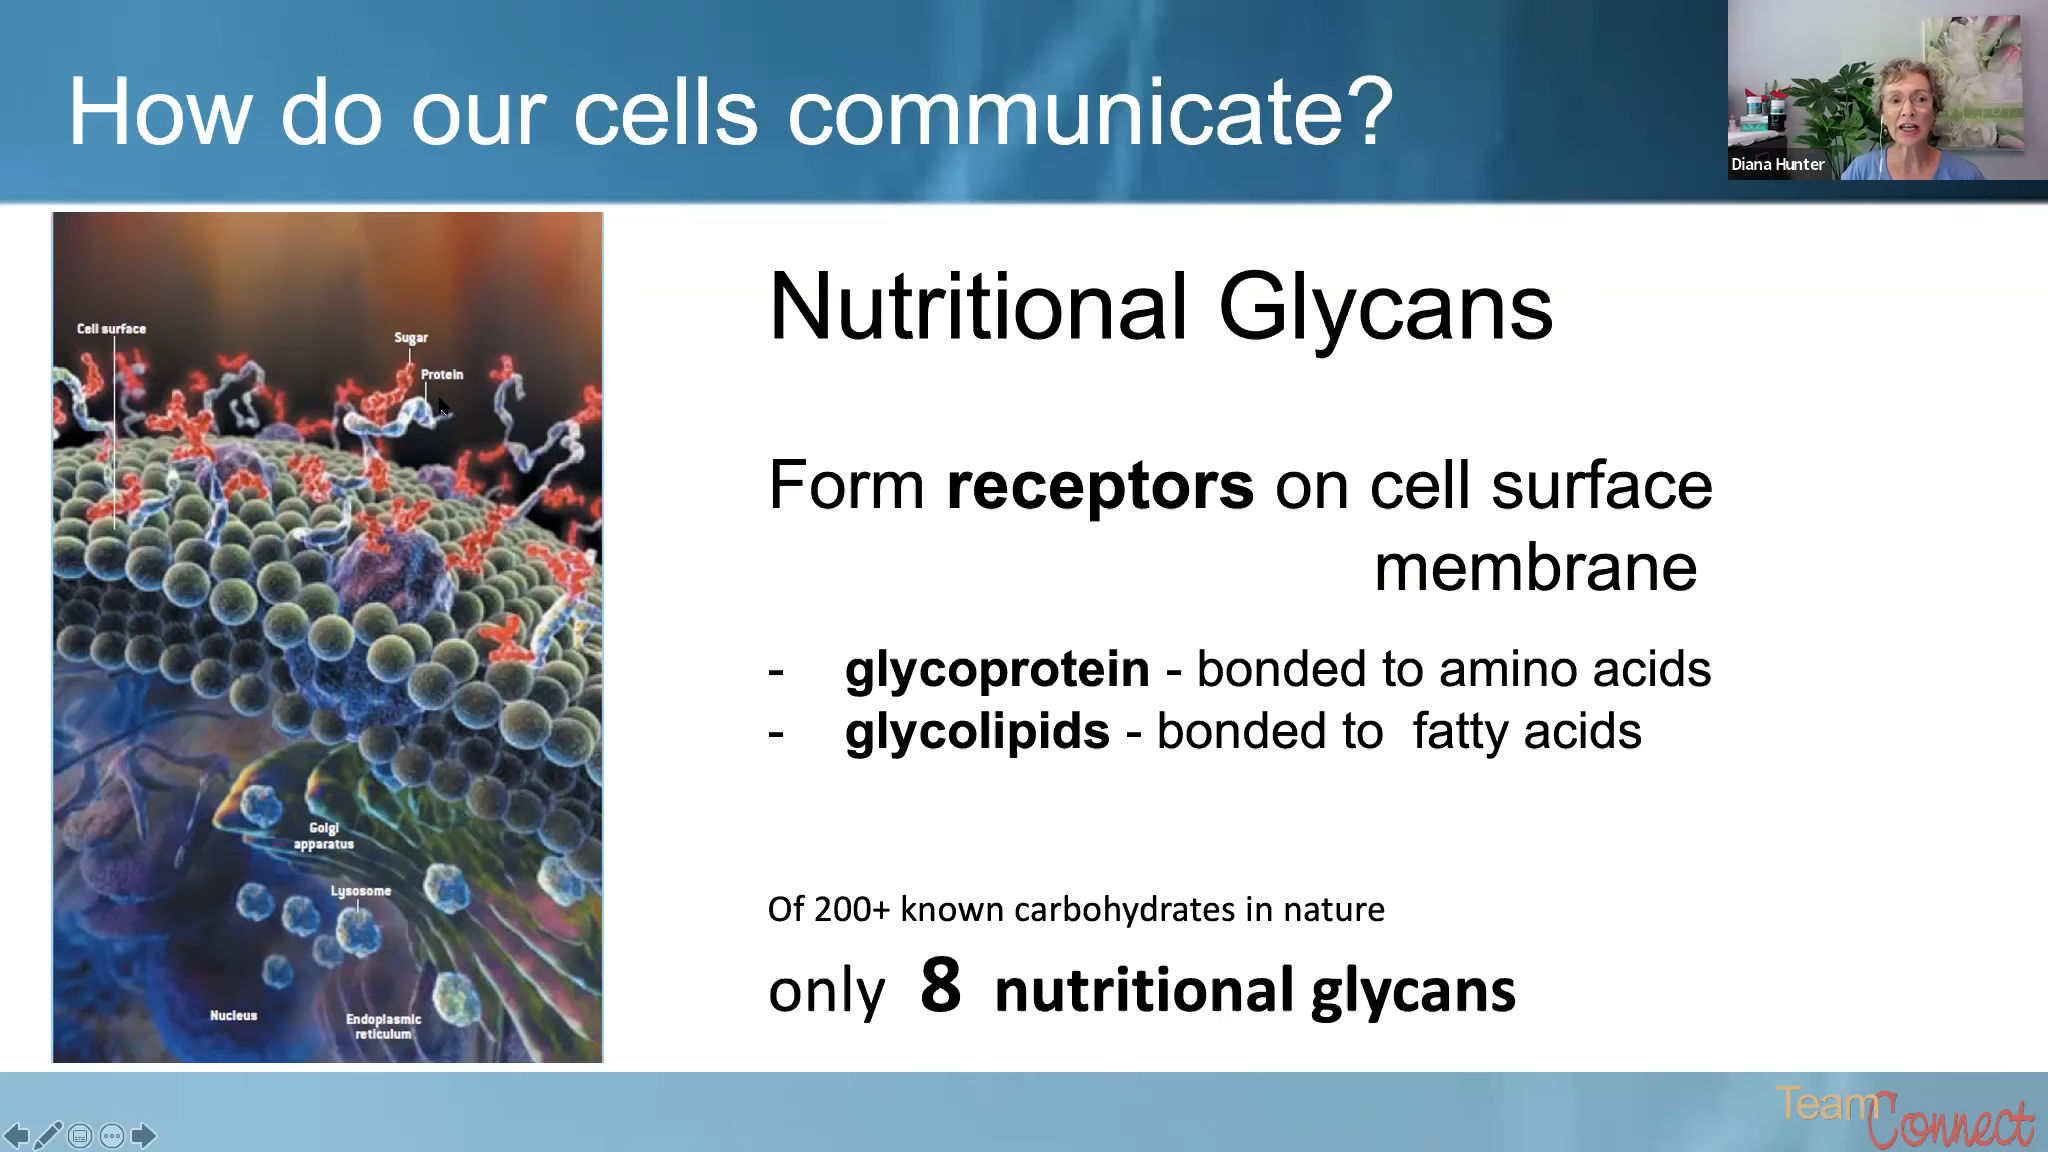 How do our cells communicate?
Diana Hunter
Cell surface
Sugar
Protein
Golgi
apparatus
Lysosome
Nucleus
Endoplasmic
reticulum
Nutritional Glycans
Form receptors on cell surface
membrane
- glycoprotein - bonded to amino acids
- glycolipids - bonded to fatty acids
Of 200+ known carbohydrates in nature
only 8 nutritional glycans
TeamConnect